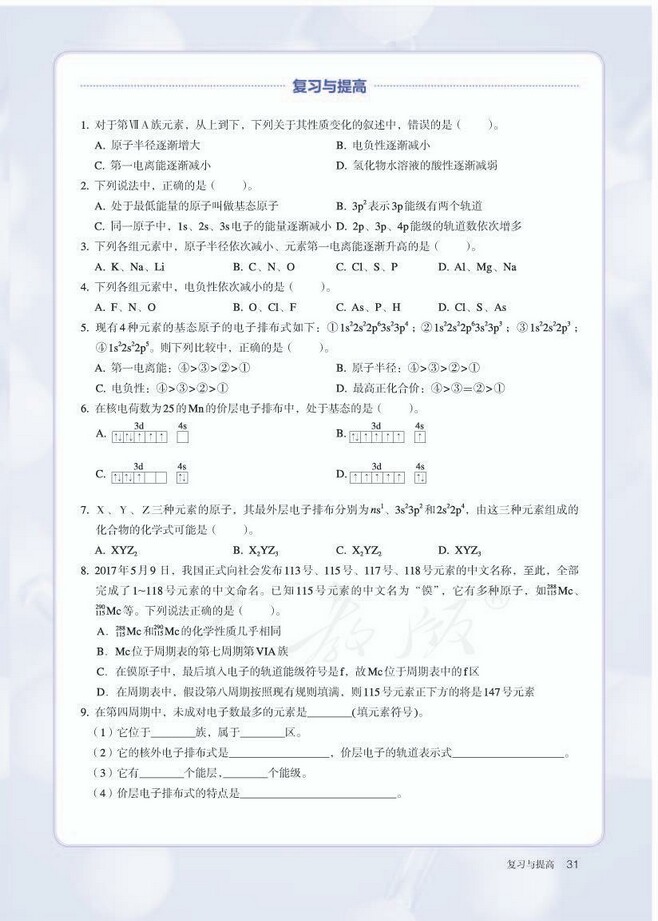 复习与提高
1. 对于第ⅦA族元素，从上到下，下列关于其性质变化的叙述中，错误的是（　　）。
A. 原子半径逐渐增大　B. 电负性逐渐减小
C. 第一电离能逐渐减小　D. 氢化物水溶液的酸性逐渐减弱
2. 下列说法中，正确的是（　　）。
A. 处于最低能量的原子叫做基态原子　B. 3p²表示3p能级有两个轨道
C. 同一原子中，1s、2s、3s电子的能量逐渐减小　D. 2p、3p、4p能级的轨道数依次增多
3. 下列各组元素中，原子半径依次减小、元素第一电离能逐渐升高的是（　　）。
A. K、Na、Li　B. C、N、O　C. Cl、S、P　D. Al、Mg、Na
4. 下列各组元素中，电负性依次减小的是（　　）。
A. F、N、O　B. O、Cl、F　C. As、P、H　D. Cl、S、As
5. 现有4种元素的基态原子的电子排布式如下：①1s²2s²2p⁶3s²3p⁴；②1s²2s²2p⁶3s²3p³；③1s²2s²2p³；
④1s²2s²2p⁵。则下列比较中，正确的是（　　）。
A. 第一电离能：④>③>②>①　B. 原子半径：④>③>②>①
C. 电负性：④>③>②>①　D. 最高正化合价：④>③=②>①
6. 在核电荷数为25的Mn的价层电子排布中，处于基态的是（　　）。
3d　4s　3d　4s
A.　B.
3d　4s　3d　4s
C.　D.
7. X、Y、Z三种元素的原子，其最外层电子排布分别为ns¹、3s²3p²和2s²2p⁴，由这三种元素组成的
化合物的化学式可能是（　　）。
A. XYZ₂　B. X₂YZ₃　C. X₂YZ₂　D. XYZ₃
8. 2017年5月9日，我国正式向社会发布113号、115号、117号、118号元素的中文名称，至此，全部
完成了1~118号元素的中文命名。已知115号元素的中文名为“镆”，它有多种原子，如²⁸⁸₁₁₅Mc、
²⁹⁰₁₁₅Mc等。下列说法正确的是（　　）。
A. ²⁸⁸₁₁₅Mc和²⁹⁰₁₁₅Mc的化学性质几乎相同
B. Mc位于周期表的第七周期第ⅥA族
C. 在镆原子中，最后填入电子的轨道能级符号是f，故Mc位于周期表中的f区
D. 在周期表中，假设第八周期按照现有规则填满，则115号元素正下方的将是147号元素
9. 在第四周期中，未成对电子数最多的元素是________(填元素符号)。
（1）它位于________族，属于________区。
（2）它的核外电子排布式是__________________，价层电子的轨道表示式____________________。
（3）它有________个能层，________个能级。
（4）价层电子排布式的特点是____________________________。
复习与提高　31